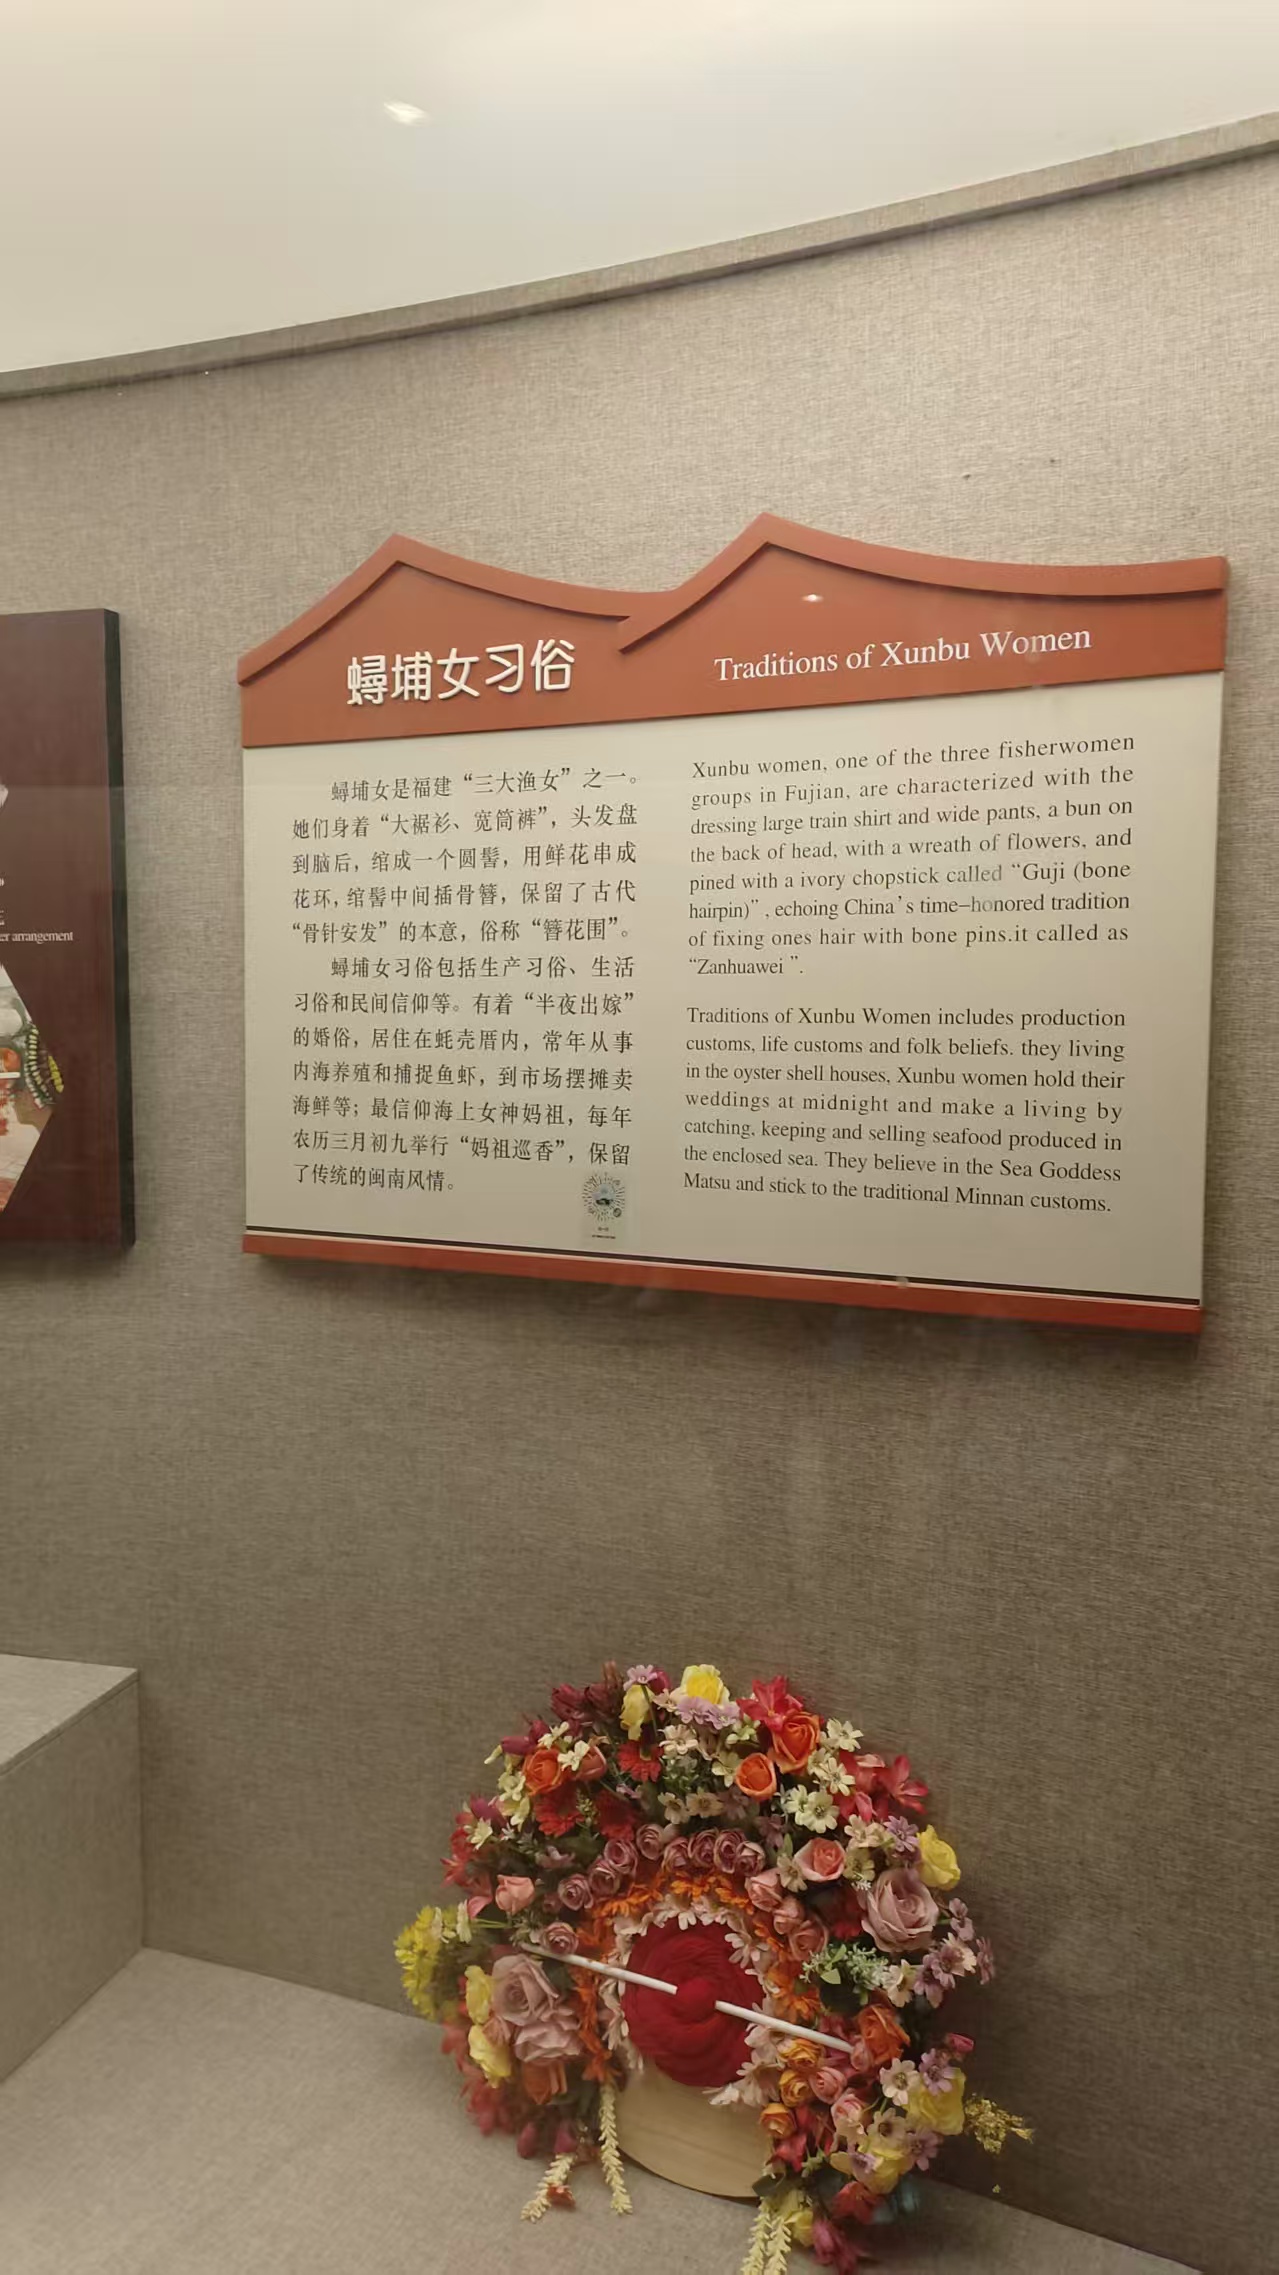 蟳埔女习俗
Traditions of Xunbu Women
蟳埔女是福建“三大渔女”之一。
她们身着“大裾衫、宽筒裤”，头发盘
到脑后，绾成一个圆髻，用鲜花串成
花环，绾髻中间插骨簪，保留了古代
“骨针安发”的本意，俗称“簪花围”。
蟳埔女习俗包括生产习俗、生活
习俗和民间信仰等。有着“半夜出嫁”
的婚俗，居住在蚝壳厝内，常年从事
内海养殖和捕捉鱼虾，到市场摆摊卖
海鲜等；最信仰海上女神妈祖，每年
农历三月初九举行“妈祖巡香”，保留
了传统的闽南风情。
Xunbu women, one of the three fisherwomen
groups in Fujian, are characterized with the
dressing large train shirt and wide pants, a bun on
the back of head, with a wreath of flowers, and
pined with a ivory chopstick called “Guji (bone
hairpin)”, echoing China’s time-honored tradition
of fixing ones hair with bone pins.it called as
“Zanhuawei ”.
Traditions of Xunbu Women includes production
customs, life customs and folk beliefs. they living
in the oyster shell houses, Xunbu women hold their
weddings at midnight and make a living by
catching, keeping and selling seafood produced in
the enclosed sea. They believe in the Sea Goddess
Matsu and stick to the traditional Minnan customs.
arrangement